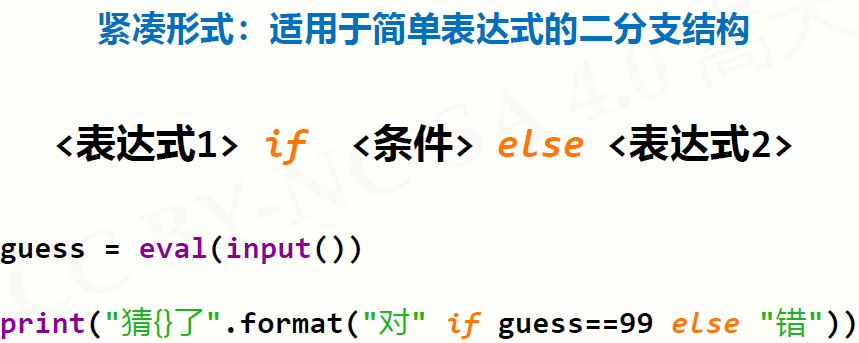 紧凑形式：适用于简单表达式的二分支结构
<表达式1> if <条件> else <表达式2>
guess = eval(input())
print("猜{}了".format("对" if guess==99 else "错"))
CC BY-NC-SA 4.0 嵩天